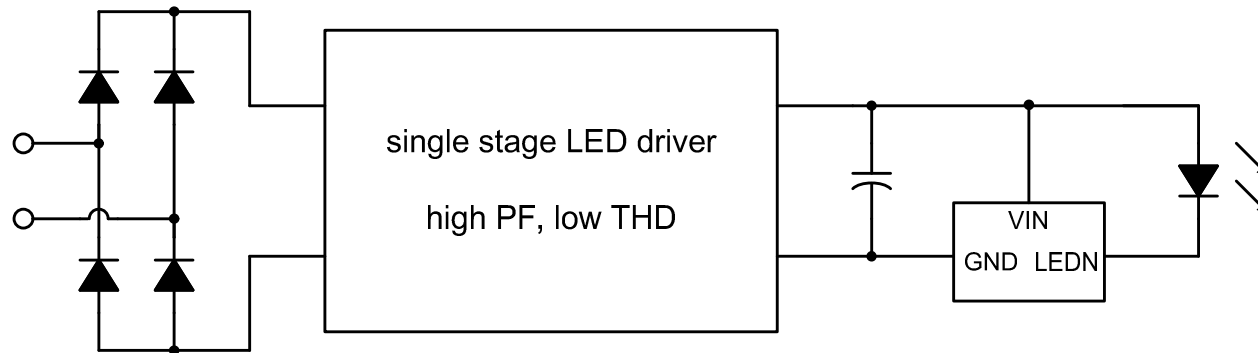 single stage LED driver
high PF, low THD
VIN
GND LEDN